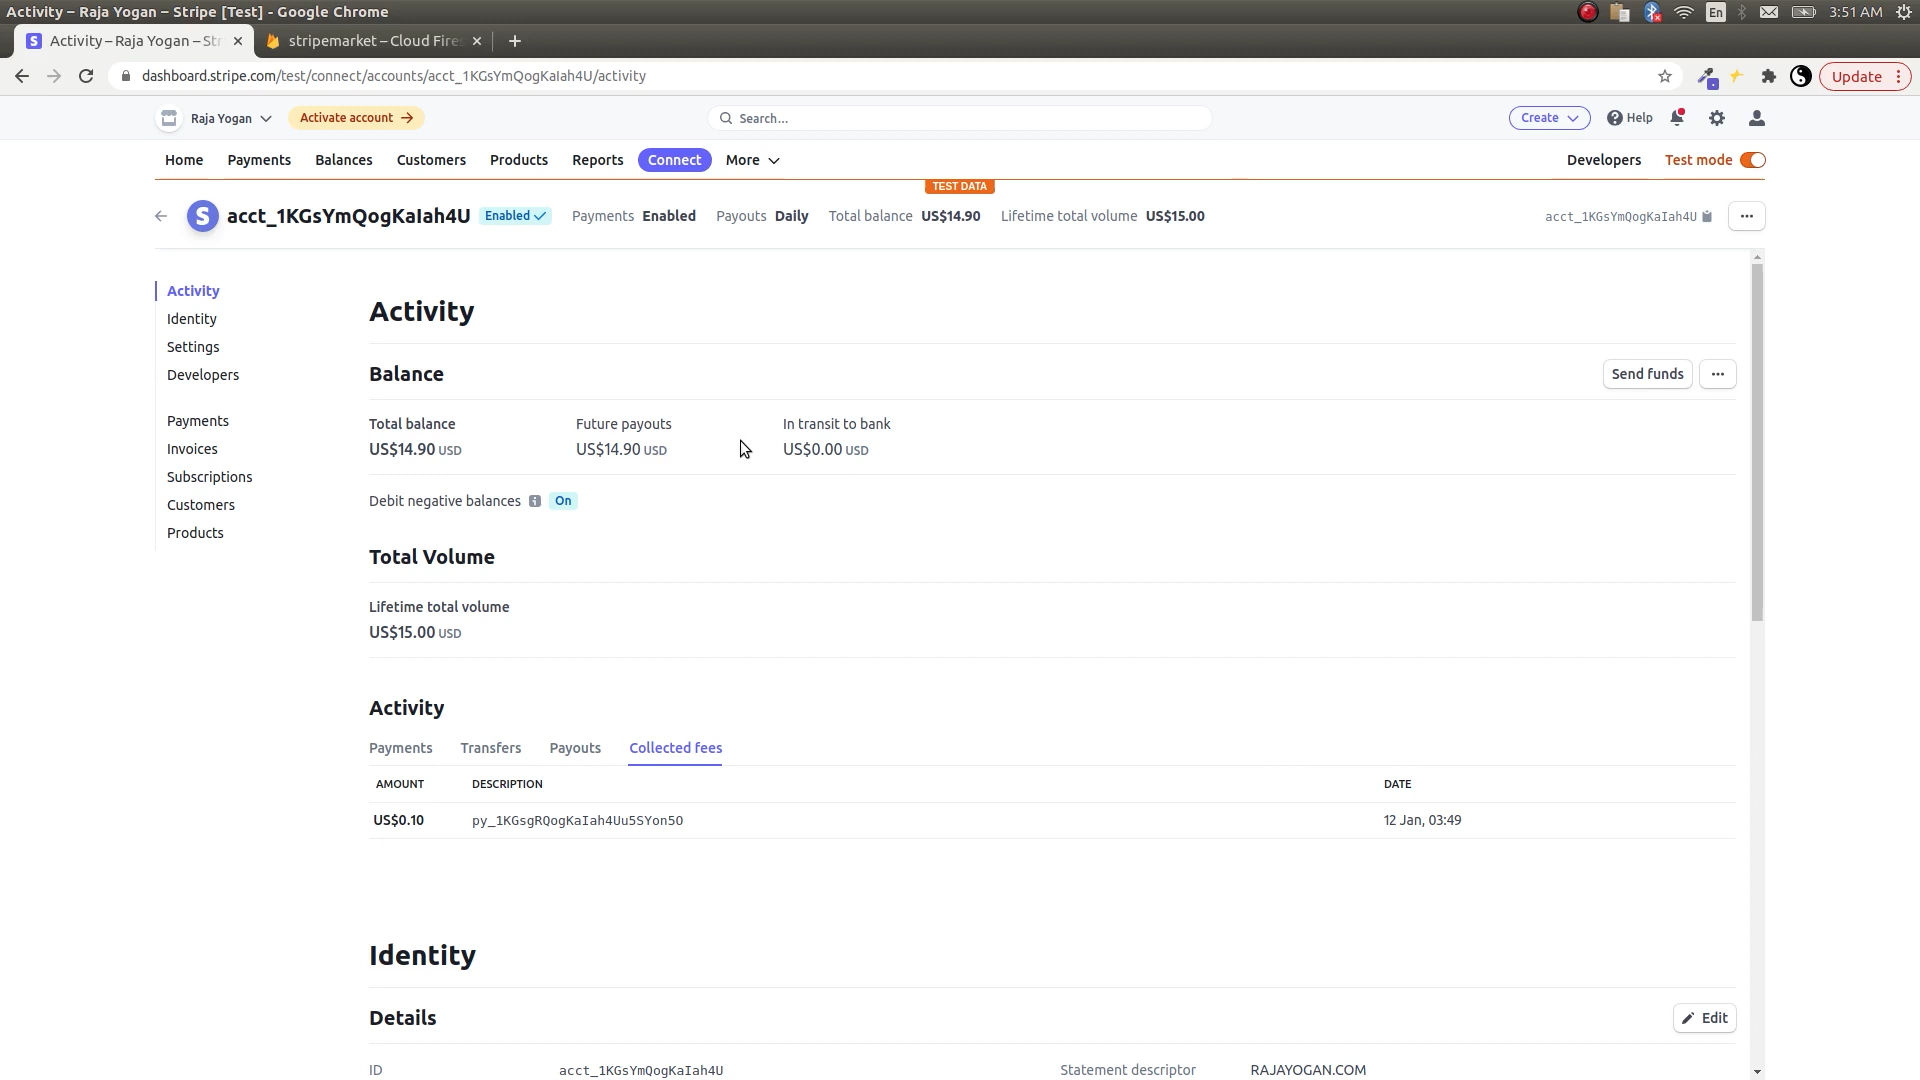 Activity – Raja Yogan – Stripe [Test] - Google Chrome
En
3:51 AM
Activity – Raja Yogan – Str
stripemarket – Cloud Fire
dashboard.stripe.com/test/connect/accounts/acct_1KGsYmQogKaIah4U/activity
Update
Raja Yogan
Activate account →
Search...
Create
Help
Home
Payments
Balances
Customers
Products
Reports
Connect
More
Developers
Test mode
TEST DATA
S
acct_1KGsYmQogKaIah4U
Enabled
Payments Enabled
Payouts Daily
Total balance US$14.90
Lifetime total volume US$15.00
acct_1KGsYmQogKaIah4U
Activity
Identity
Settings
Developers
Payments
Invoices
Subscriptions
Customers
Products
Activity
Balance
Send funds
Total balance
Future payouts
In transit to bank
US$14.90 USD
US$14.90 USD
US$0.00 USD
Debit negative balances
On
Total Volume
Lifetime total volume
US$15.00 USD
Activity
Payments
Transfers
Payouts
Collected fees
AMOUNT
DESCRIPTION
DATE
US$0.10
py_1KGsgRQogKaIah4Uu5SYon5O
12 Jan, 03:49
Identity
Details
Edit
ID
acct_1KGsYmQogKaIah4U
Statement descriptor
RAJAYOGAN.COM